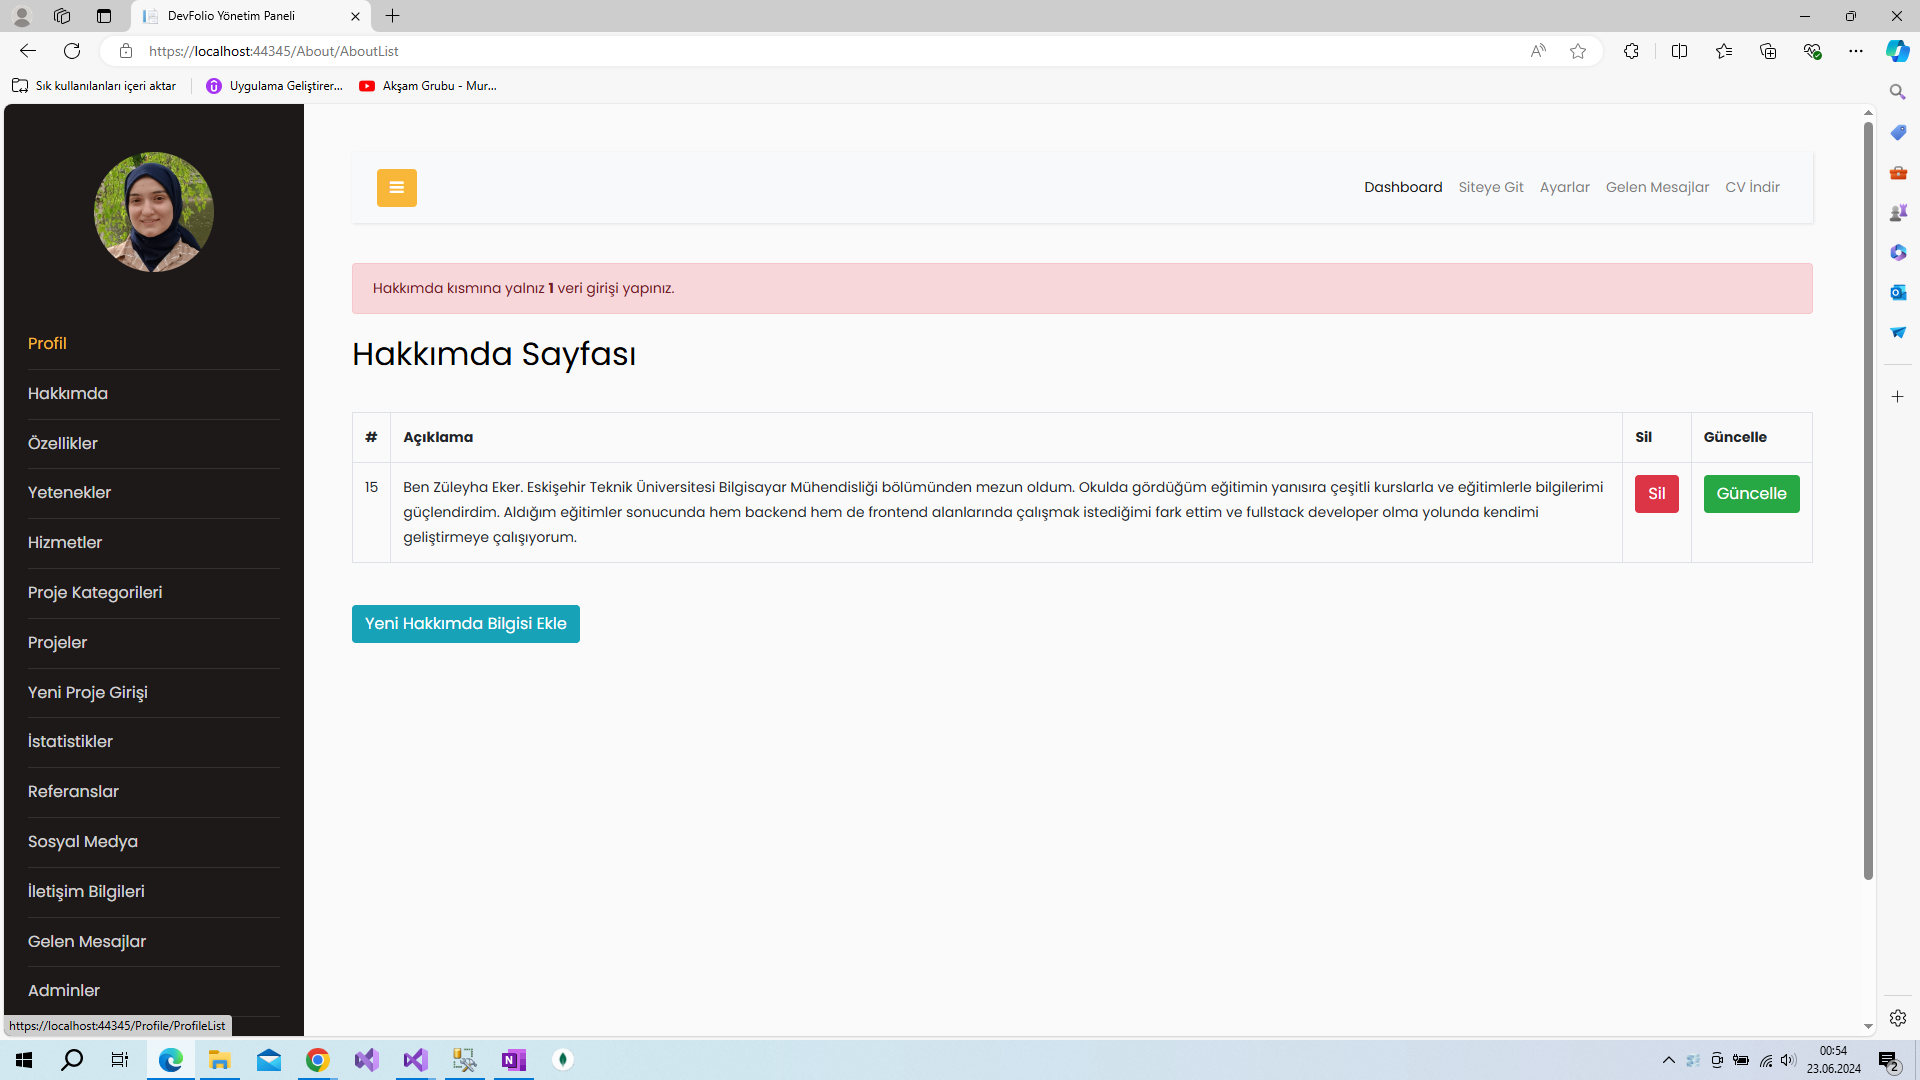 DevFolio Yönetim Paneli
https://localhost:44345/About/AboutList
Sık kullanılanları içeri aktar
Uygulama Geliştirer...
Akşam Grubu - Mur...
Dashboard
Siteye Git
Ayarlar
Gelen Mesajlar
CV İndir
Hakkımda kısmına yalnız 1 veri girişi yapınız.
Hakkımda Sayfası
# Açıklama Sil Güncelle
15
Ben Züleyha Eker. Eskişehir Teknik Üniversitesi Bilgisayar Mühendisliği bölümünden mezun oldum. Okulda gördüğüm eğitimin yanısıra çeşitli kurslarla ve eğitimlerle bilgilerimi
güçlendirdim. Aldığım eğitimler sonucunda hem backend hem de frontend alanlarında çalışmak istediğimi fark ettim ve fullstack developer olma yolunda kendimi
geliştirmeye çalışıyorum.
Sil
Güncelle
Yeni Hakkımda Bilgisi Ekle
Profil
Hakkımda
Özellikler
Yetenekler
Hizmetler
Proje Kategorileri
Projeler
Yeni Proje Girişi
İstatistikler
Referanslar
Sosyal Medya
İletişim Bilgileri
Gelen Mesajlar
Adminler
https://localhost:44345/Profile/ProfileList
00:54
23.06.2024
2